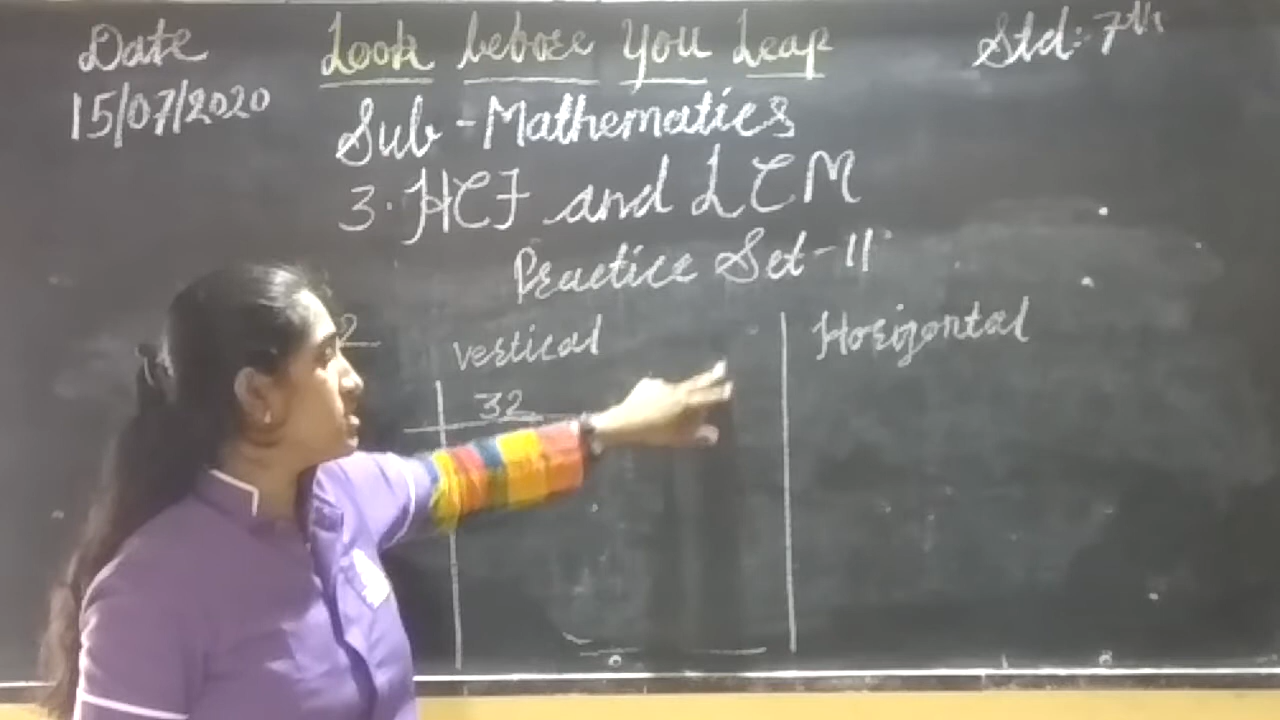 Date
15/07/2020
Look before You Leap
Std: 7th
Sub - Mathematics
3. HCF and LCM
Practice Set - 11
2
vertical
32
Horizontal